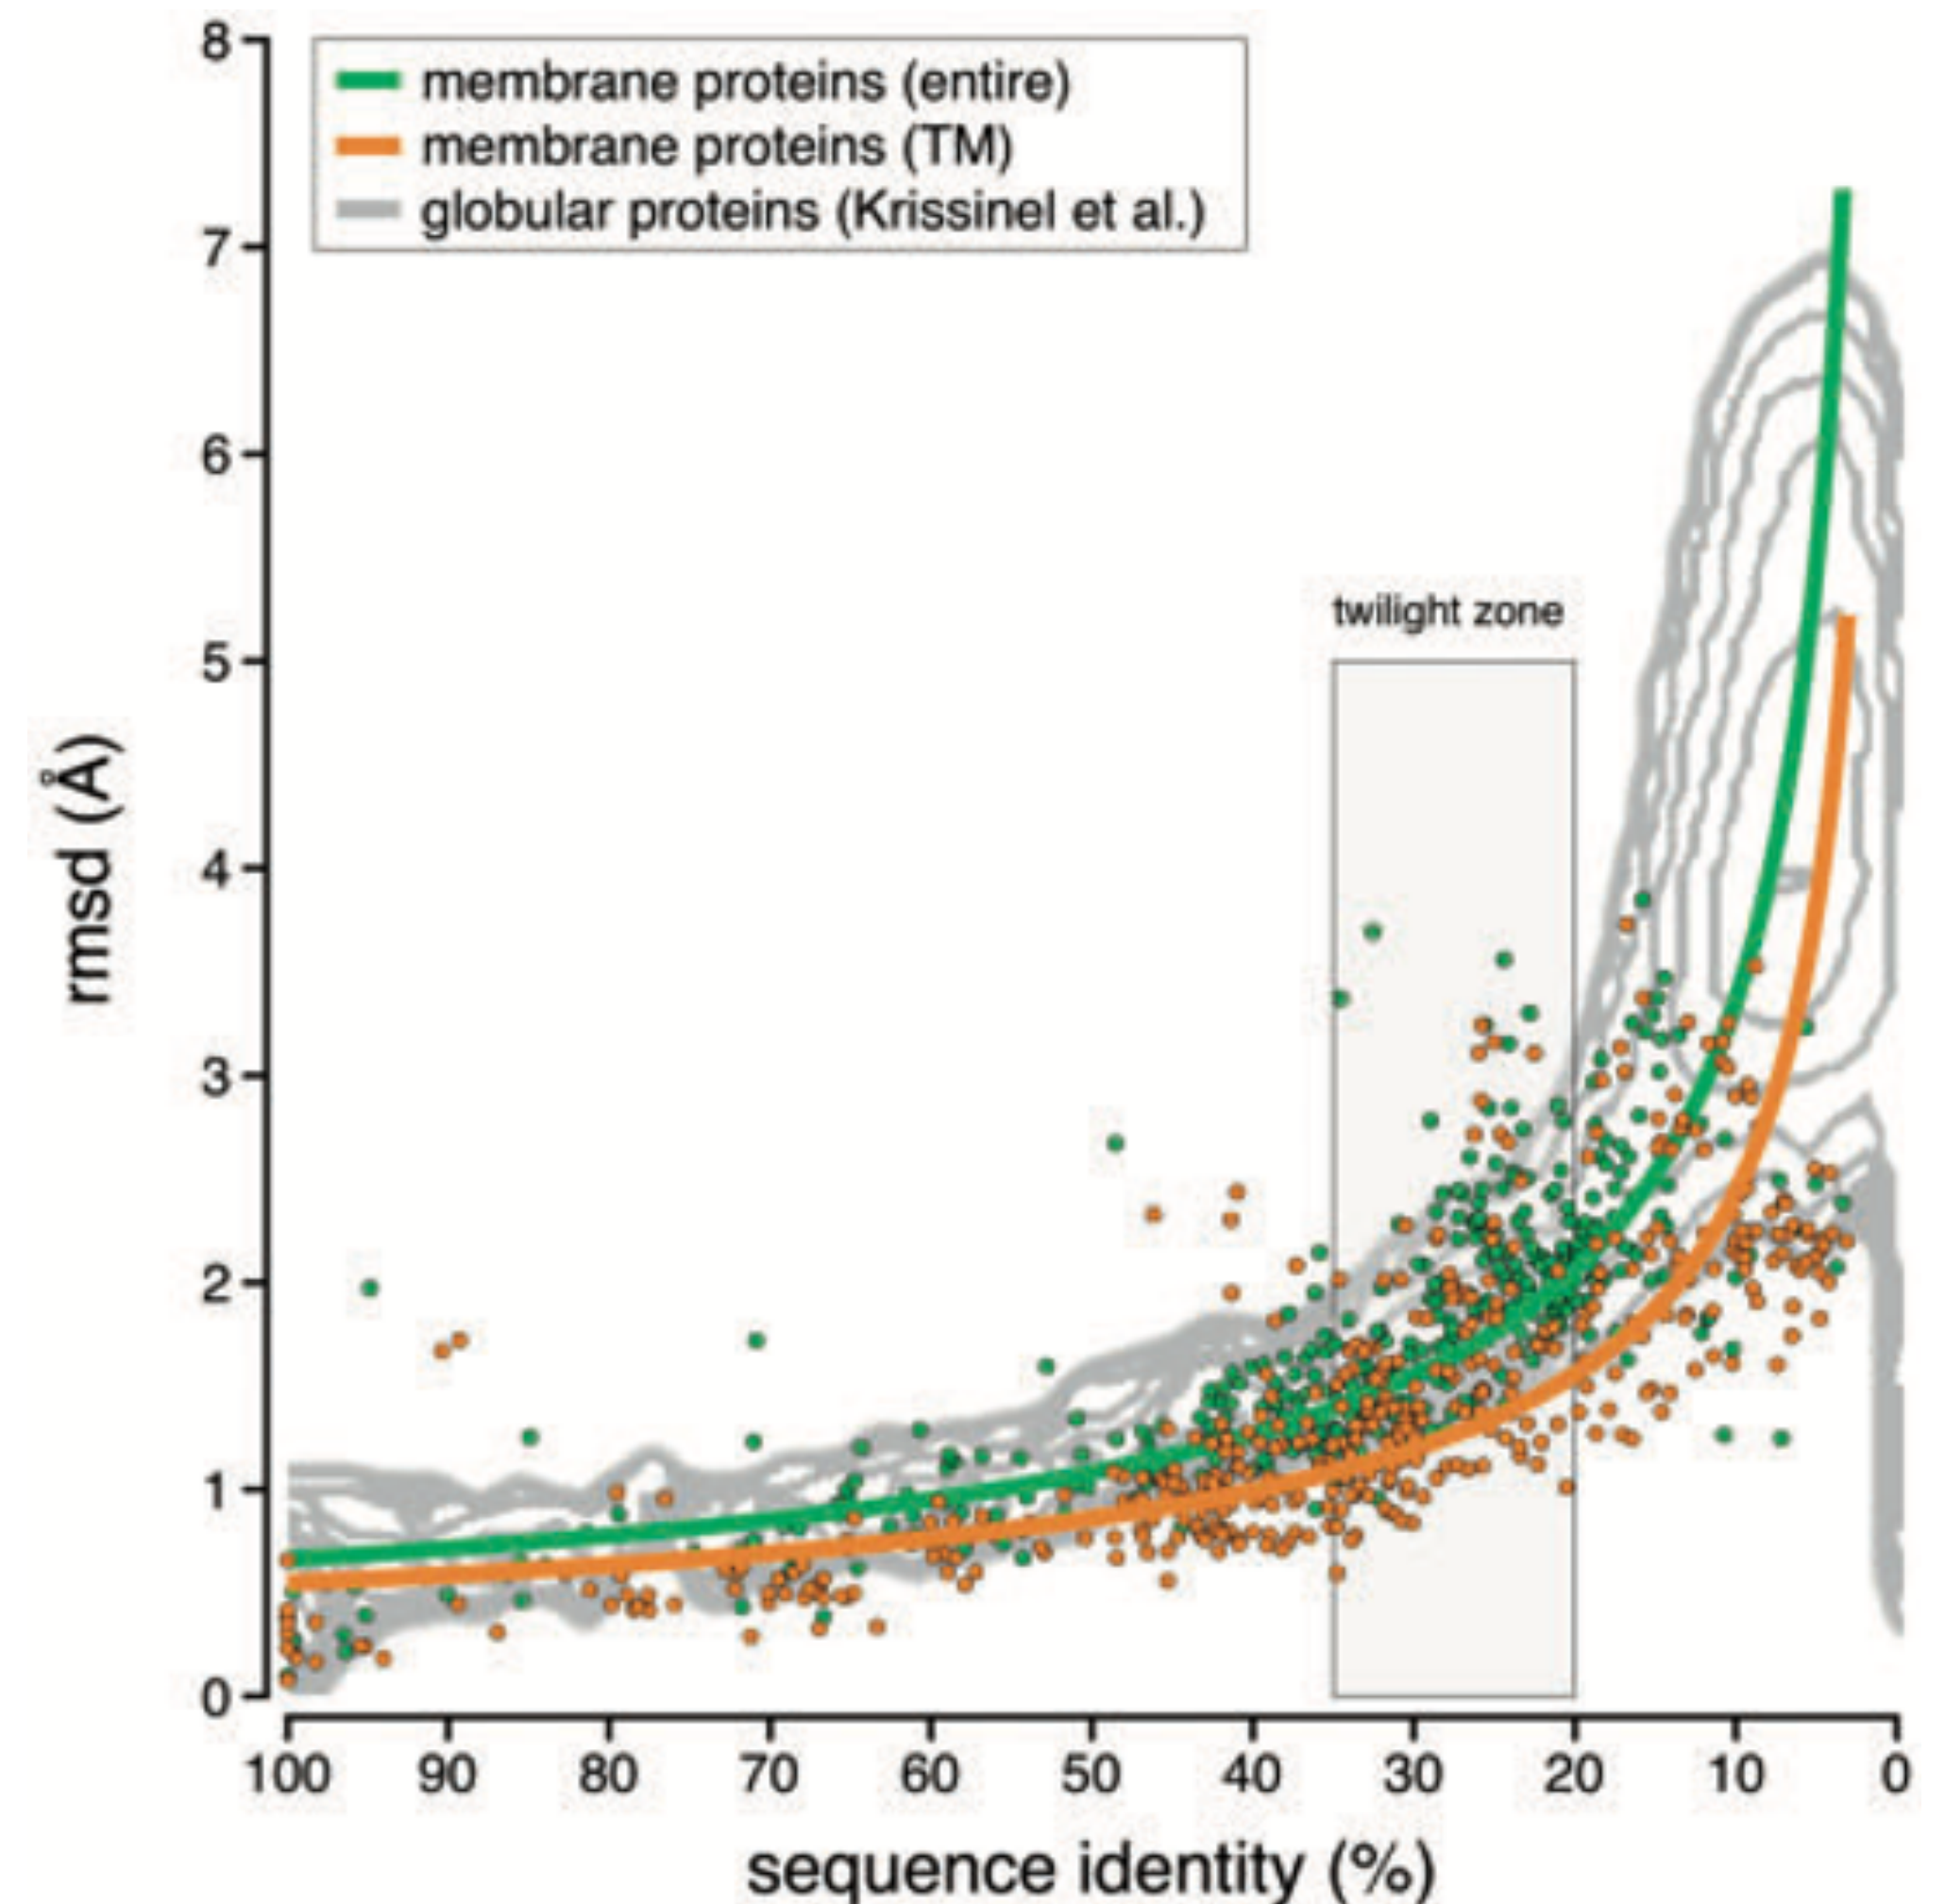 8
membrane proteins (entire)
membrane proteins (TM)
globular proteins (Krissinel et al.)
7
6
twilight zone
5
rmsd (Å)
4
3
2
1
0
100 90 80 70 60 50 40 30 20 10 0
sequence identity (%)